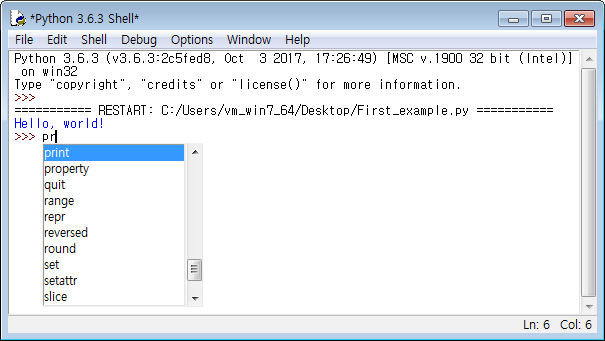 *Python 3.6.3 Shell*
File Edit Shell Debug Options Window Help
Python 3.6.3 (v3.6.3:2c5fed8, Oct  3 2017, 17:26:49) [MSC v.1900 32 bit (Intel)]
 on win32
Type "copyright", "credits" or "license()" for more information.
>>>
=========== RESTART: C:/Users/vm_win7_64/Desktop/First_example.py ===========
Hello, world!
>>> pr
print
property
quit
range
repr
reversed
round
set
setattr
slice
Ln: 6 Col: 6